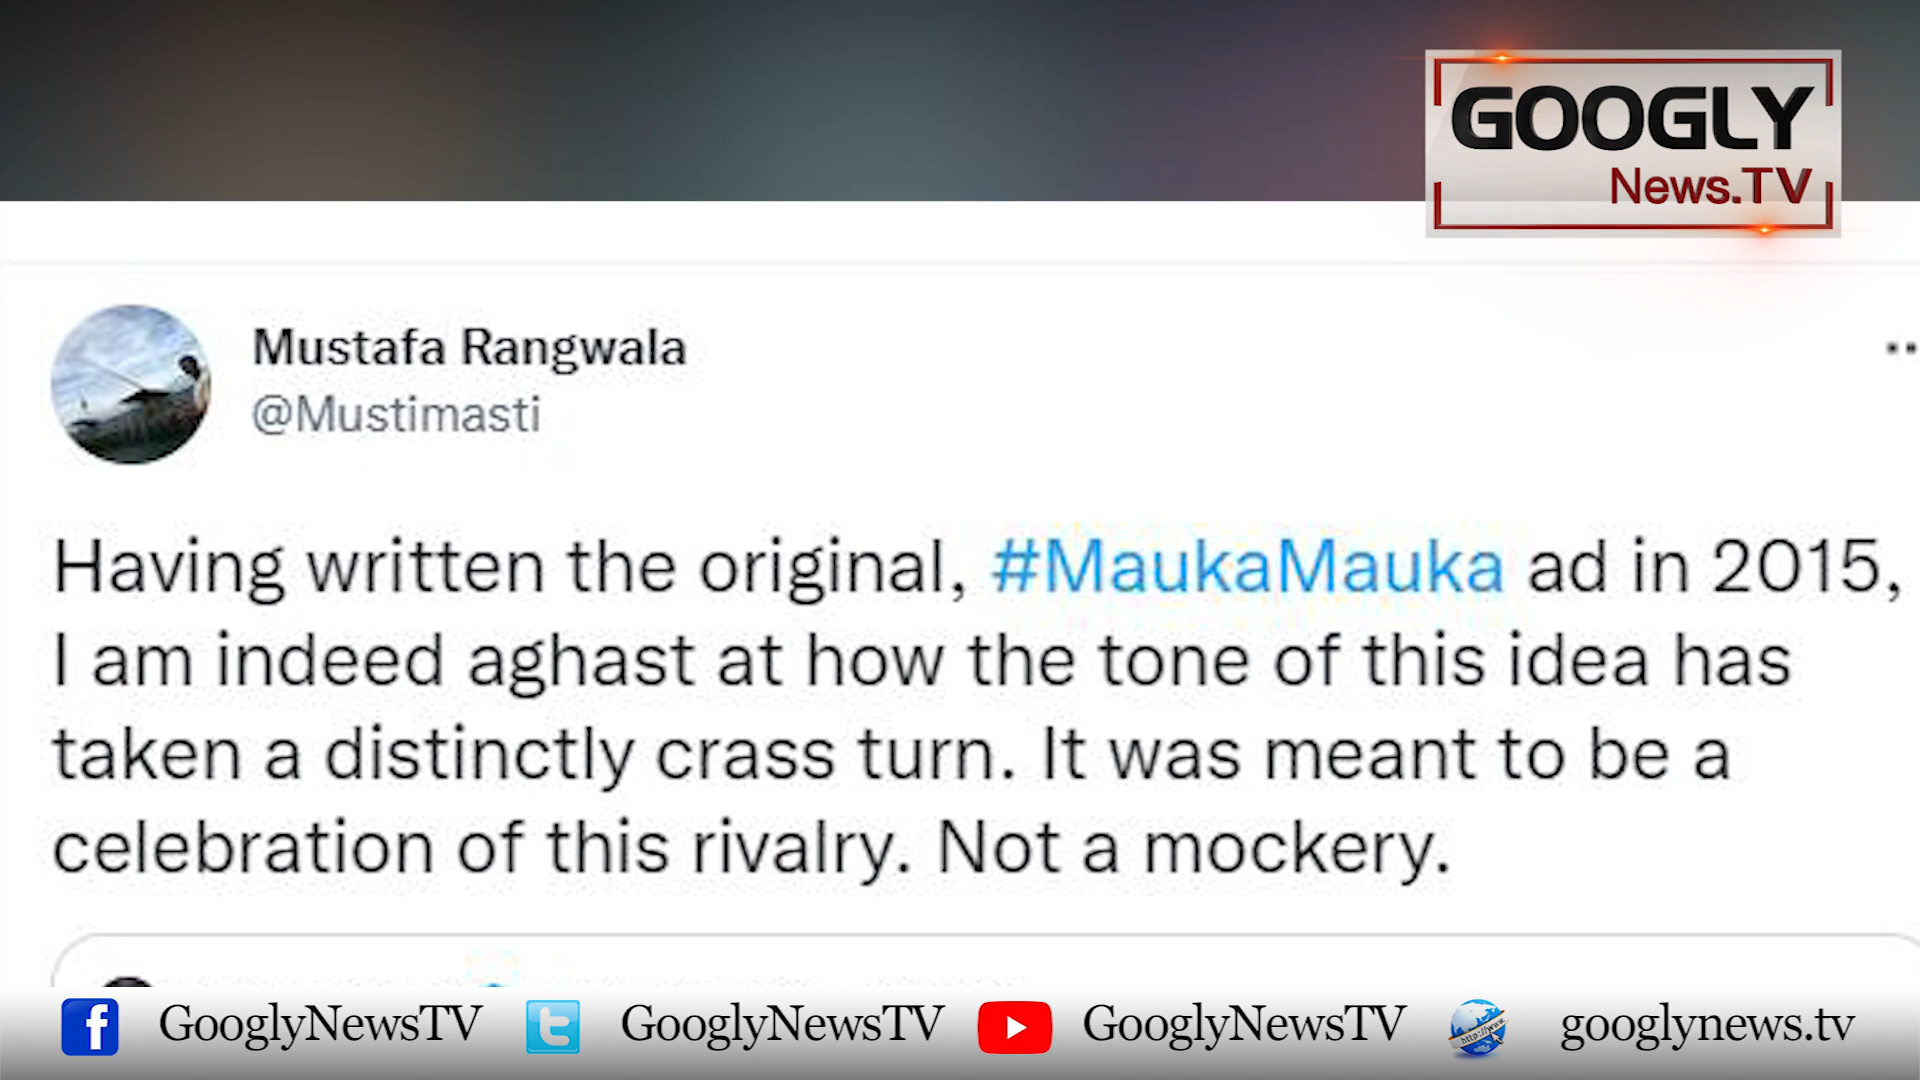 GOOGLY
News.TV
Mustafa Rangwala
@Mustimasti
Having written the original, #MaukaMauka ad in 2015,
I am indeed aghast at how the tone of this idea has
taken a distinctly crass turn. It was meant to be a
celebration of this rivalry. Not a mockery.
GooglyNewsTV GooglyNewsTV GooglyNewsTV googlynews.tv